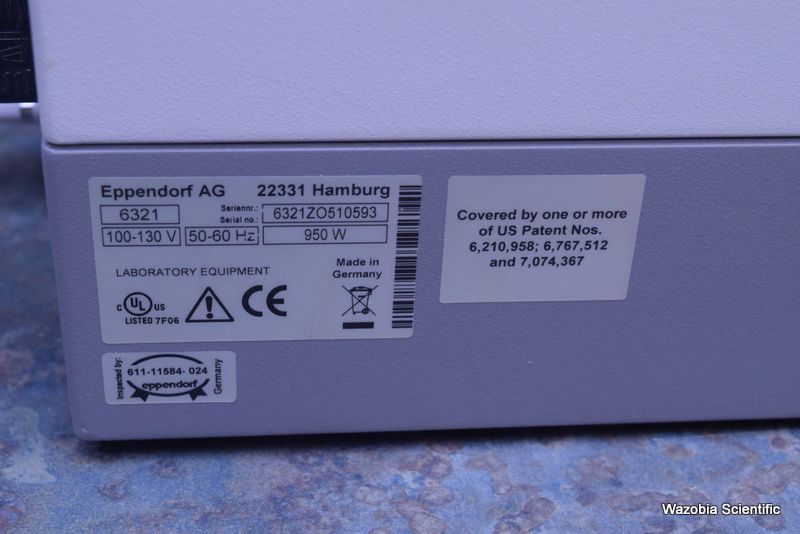 Eppendorf AG 22331 Hamburg
6321 Seriennr.: Serial no.: 6321ZO510593
100-130 V 50-60 Hz 950 W
LABORATORY EQUIPMENT
Made in
Germany
c UL US
LISTED 7F06
CE
Inspected by:
611-11584- 024
eppendorf
Germany
Covered by one or more
of US Patent Nos.
6,210,958; 6,767,512
and 7,074,367
Wazobia Scientific